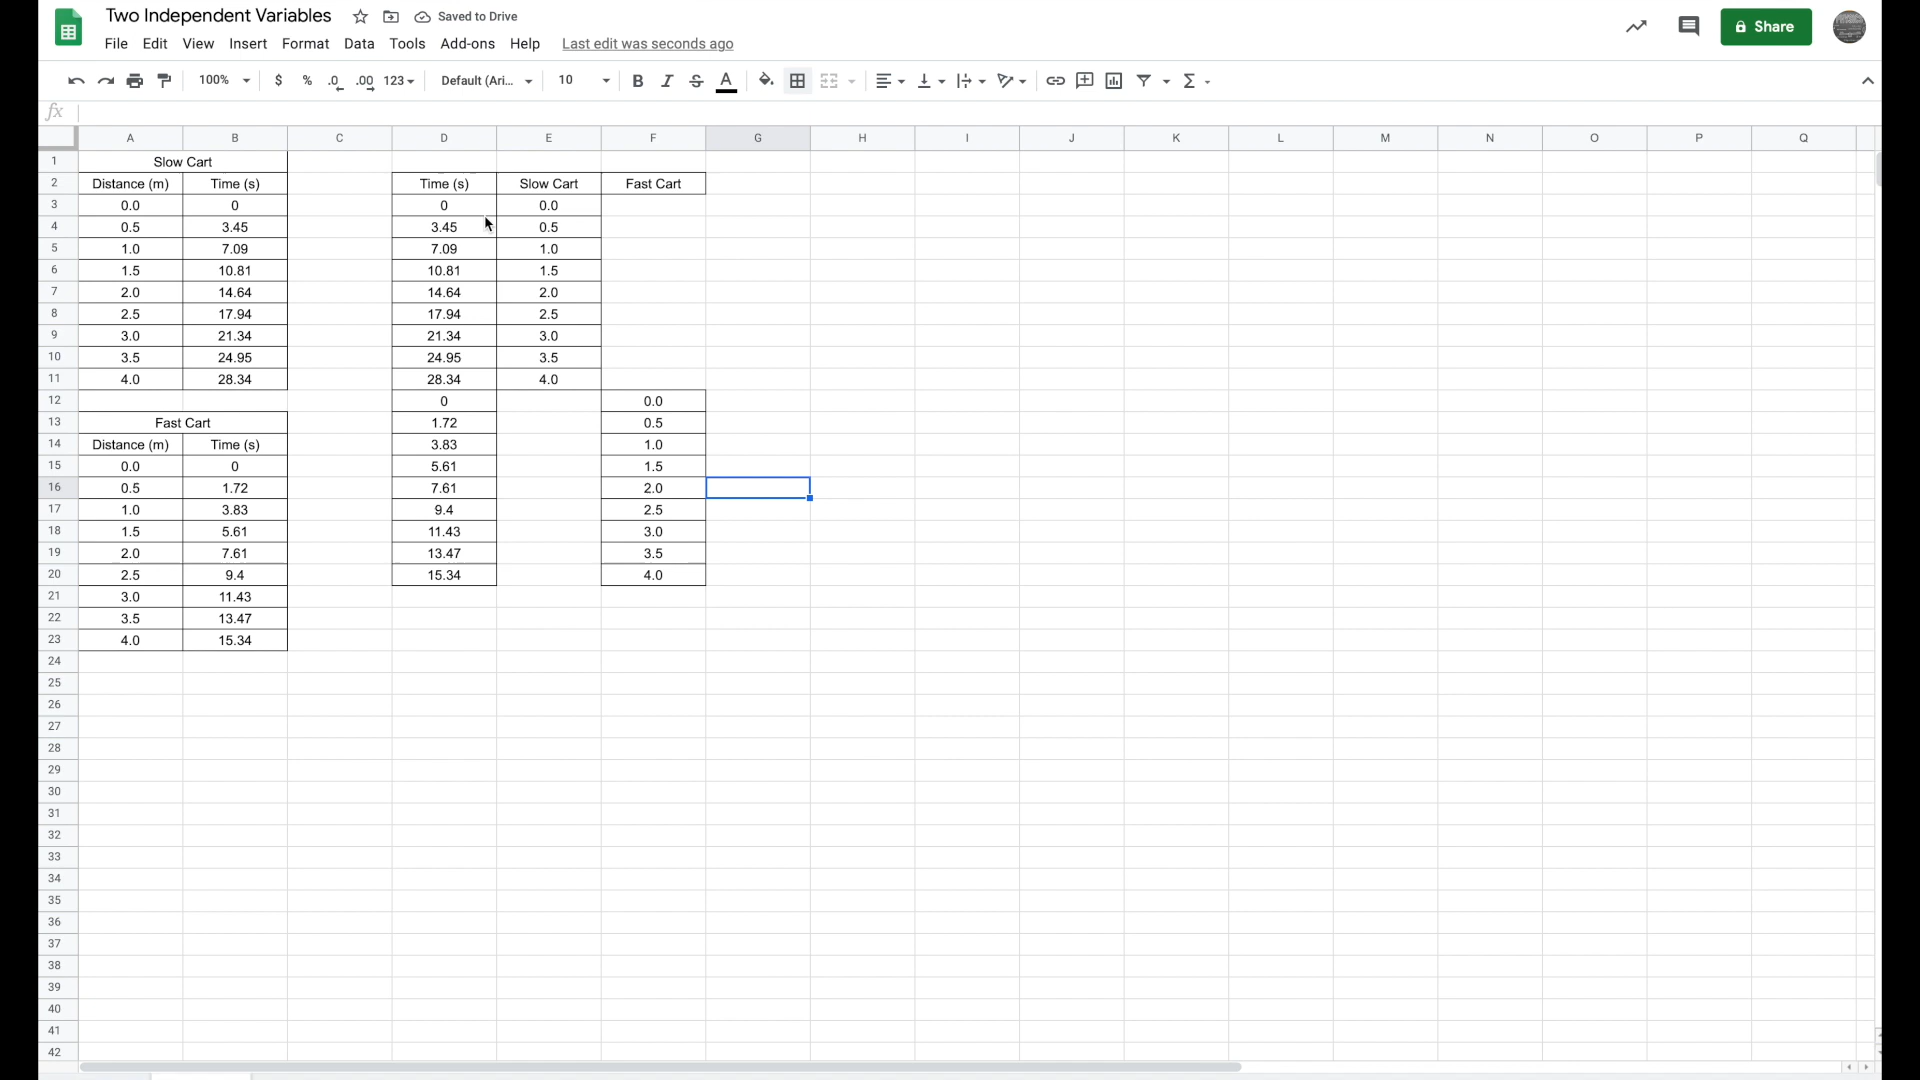 Two Independent Variables Saved to Drive
File Edit View Insert Format Data Tools Add-ons Help Last edit was seconds ago
Share
100% $ % .0 .00 123 Default (Ari... 10 B I S A Σ
fx
A B C D E F G H I J K L M N O P Q
1 Slow Cart
2 Distance (m) Time (s) Time (s) Slow Cart Fast Cart
3 0.0 0 0 0.0
4 0.5 3.45 3.45 0.5
5 1.0 7.09 7.09 1.0
6 1.5 10.81 10.81 1.5
7 2.0 14.64 14.64 2.0
8 2.5 17.94 17.94 2.5
9 3.0 21.34 21.34 3.0
10 3.5 24.95 24.95 3.5
11 4.0 28.34 28.34 4.0
12 0 0.0
13 Fast Cart 1.72 0.5
14 Distance (m) Time (s) 3.83 1.0
15 0.0 0 5.61 1.5
16 0.5 1.72 7.61 2.0
17 1.0 3.83 9.4 2.5
18 1.5 5.61 11.43 3.0
19 2.0 7.61 13.47 3.5
20 2.5 9.4 15.34 4.0
21 3.0 11.43
22 3.5 13.47
23 4.0 15.34
24
25
26
27
28
29
30
31
32
33
34
35
36
37
38
39
40
41
42